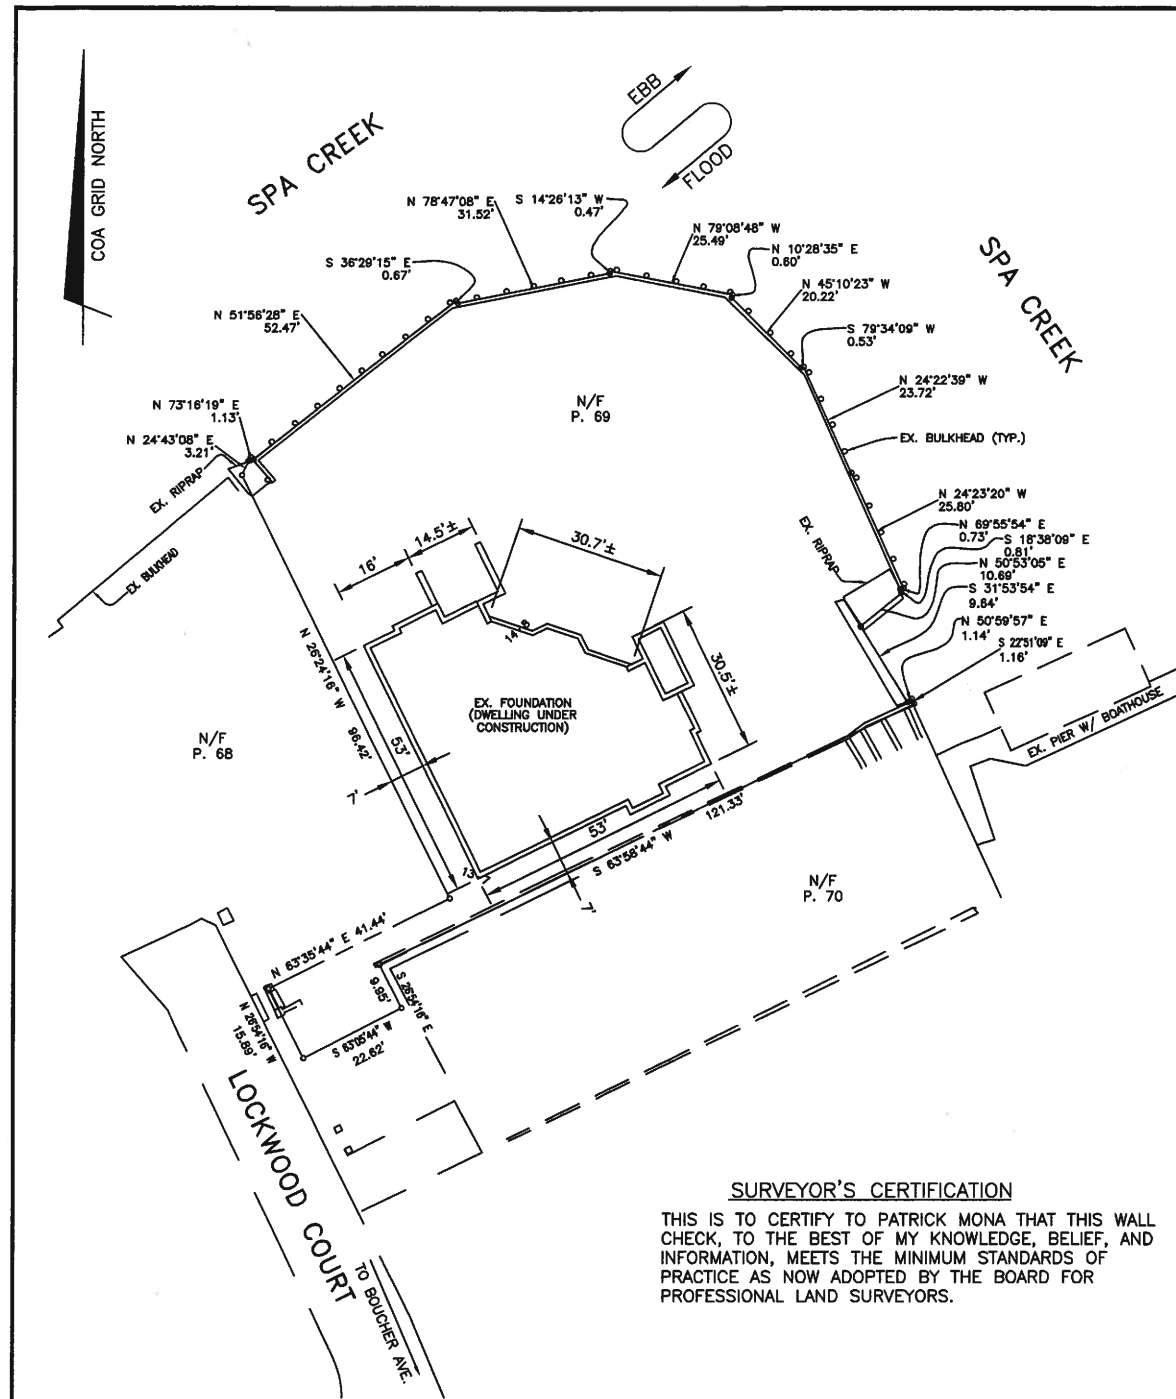 COA GRID NORTH
SPA CREEK
EBB
FLOOD
SPA CREEK
N 78°47'08" E
31.52'
S 14°26'13" W
0.47'
N 79°08'48" W
25.49'
N 10°28'35" E
0.60'
S 36°29'15" E
0.67'
N 45°10'23" W
20.22'
N 51°56'28" E
52.47'
S 79°34'09" W
0.53'
N 24°22'39" W
23.72'
N 73°16'19" E
1.13'
N/F
P. 69
N 24°43'08" E
3.21'
EX. BULKHEAD (TYP.)
EX. RIPRAP
EX. BULKHEAD
N 24°23'20" W
25.80'
EX. RIPRAP
N 69°55'54" E
0.73'
S 18°38'09" E
0.81'
N 50°53'05" E
10.69'
S 31°53'54" E
9.64'
N 50°59'57" E
1.14'
S 22°51'09" E
1.16'
16'
14.5'±
30.7'±
14.8
30.5'±
N 26°24'16" W
96.42'
53'
7'
EX. FOUNDATION
(DWELLING UNDER
CONSTRUCTION)
N/F
P. 68
EX. PIER W/ BOATHOUSE
53'
121.33'
S 63°58'44" W
7'
N/F
P. 70
N 63°35'44" E 41.44'
9.95'
S 26°54'16" E
N 26°54'16" W
15.89'
S 63°05'44" W
22.62'
LOCKWOOD COURT
TO BOUCHER AVE.
SURVEYOR'S CERTIFICATION
THIS IS TO CERTIFY TO PATRICK MONA THAT THIS WALL
CHECK, TO THE BEST OF MY KNOWLEDGE, BELIEF, AND
INFORMATION, MEETS THE MINIMUM STANDARDS OF
PRACTICE AS NOW ADOPTED BY THE BOARD FOR
PROFESSIONAL LAND SURVEYORS.